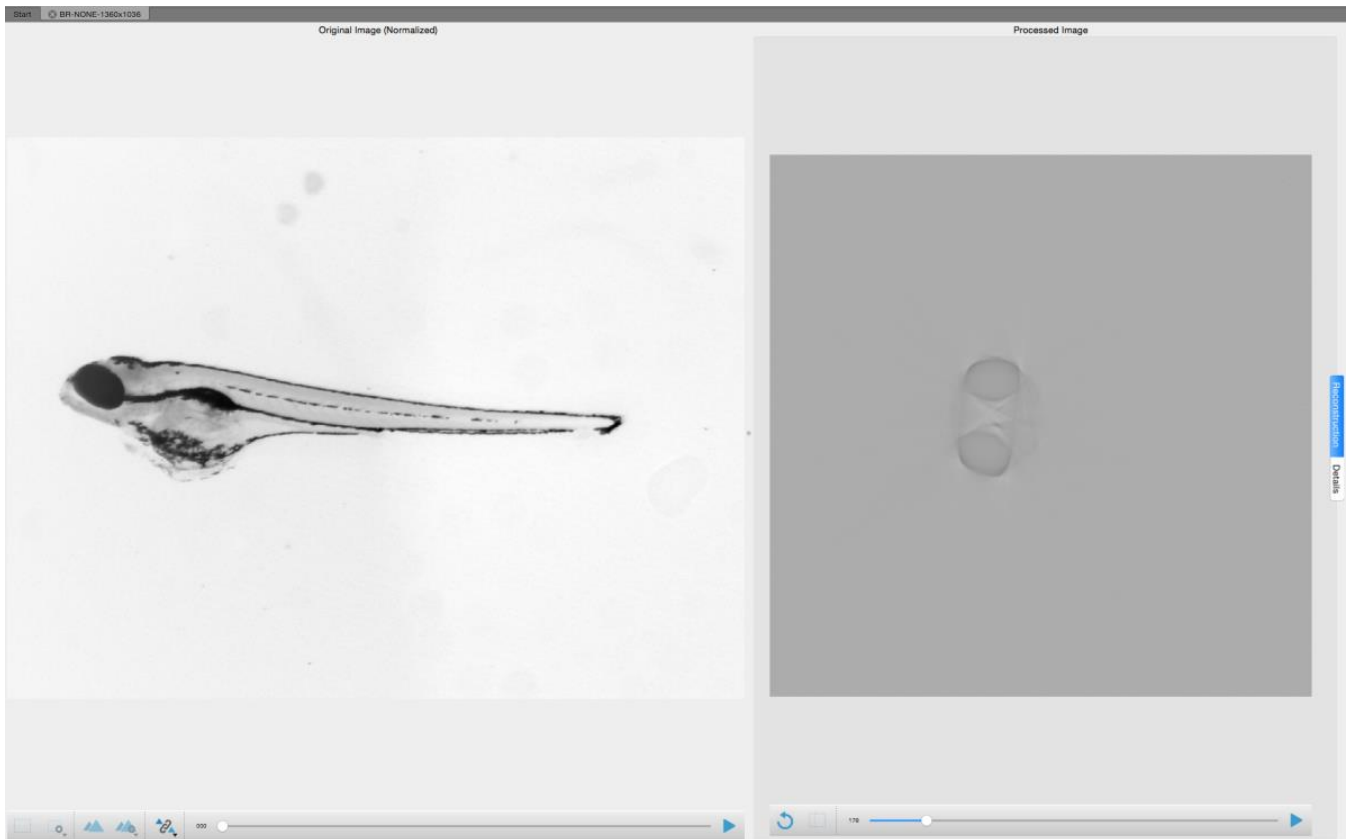 Start BR-NONE-1360x1036
Original Image (Normalized)
Processed Image
Reconstruction
Details
000
178